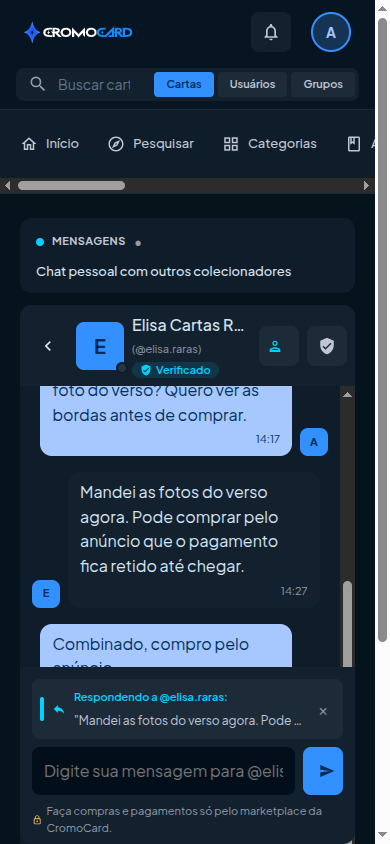 CROMOCARD
A
Buscar cart
Cartas
Usuários
Grupos
Início
Pesquisar
Categorias
MENSAGENS
Chat pessoal com outros colecionadores
E
Elisa Cartas R...
(@elisa.raras)
Verificado
foto do verso? Quero ver as
bordas antes de comprar.
14:17
A
Mandei as fotos do verso
agora. Pode comprar pelo
anúncio que o pagamento
fica retido até chegar.
14:27
E
Combinado, compro pelo
anúncio
Respondendo a @elisa.raras:
"Mandei as fotos do verso agora. Pode ...
Digite sua mensagem para @elis
Faça compras e pagamentos só pelo marketplace da
CromoCard.